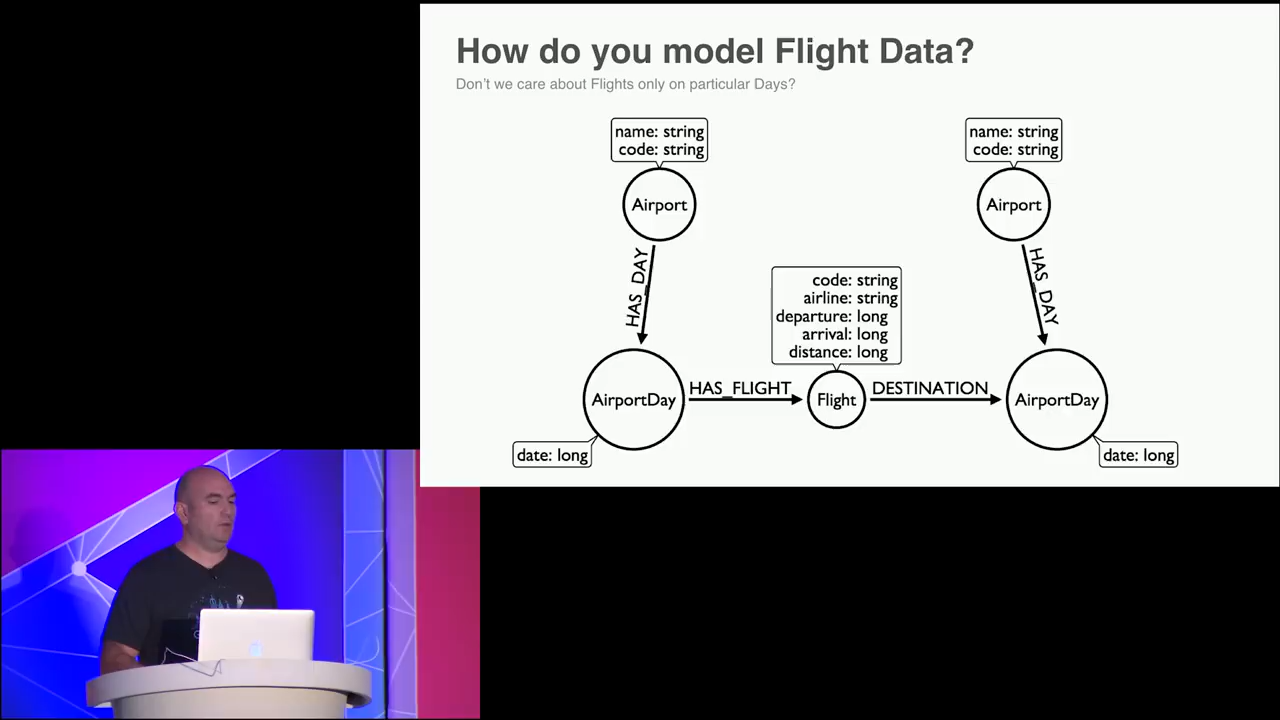 How do you model Flight Data?
Don't we care about Flights only on particular Days?
name: string
code: string
name: string
code: string
Airport
Airport
HAS_DAY
HAS_DAY
code: string
airline: string
departure: long
arrival: long
distance: long
AirportDay
HAS_FLIGHT
Flight
DESTINATION
AirportDay
date: long
date: long